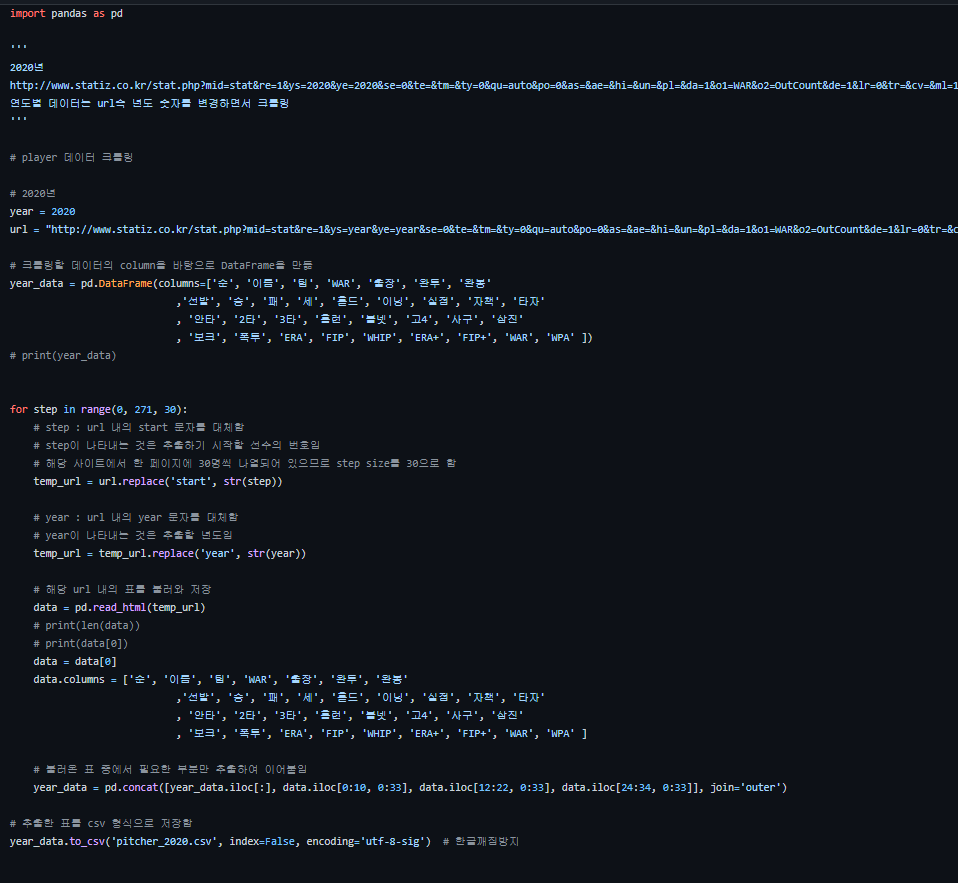 import pandas as pd
'''
2020년
http://www.statiz.co.kr/stat.php?mid=stat&re=1&ys=2020&ye=2020&se=0&te=&tm=&ty=0&qu=auto&po=0&as=&ae=&hi=&un=&pl=&da=1&o1=WAR&o2=OutCount&de=1&lr=0&tr=&cv=&ml=1
연도별 데이터는 url속 년도 숫자를 변경하면서 크롤링
'''
# player 데이터 크롤링
# 2020년
year = 2020
url = "http://www.statiz.co.kr/stat.php?mid=stat&re=1&ys=year&ye=year&se=0&te=&tm=&ty=0&qu=auto&po=0&as=&ae=&hi=&un=&pl=&da=1&o1=WAR&o2=OutCount&de=1&lr=0&tr=&c
# 크롤링할 데이터의 column을 바탕으로 DataFrame을 만듦
year_data = pd.DataFrame(columns=['순', '이름', '팀', 'WAR', '출장', '완투', '완봉'
,'선발', '승', '패', '세', '홀드', '이닝', '실점', '자책', '타자'
, '안타', '2타', '3타', '홈런', '볼넷', '고4', '사구', '삼진'
, '보크', '폭투', 'ERA', 'FIP', 'WHIP', 'ERA+', 'FIP+', 'WAR', 'WPA' ])
# print(year_data)
for step in range(0, 271, 30):
# step : url 내의 start 문자를 대체함
# step이 나타내는 것은 추출하기 시작할 선수의 번호임
# 해당 사이트에서 한 페이지에 30명씩 나열되어 있으므로 step size를 30으로 함
temp_url = url.replace('start', str(step))
# year : url 내의 year 문자를 대체함
# year이 나타내는 것은 추출할 년도임
temp_url = temp_url.replace('year', str(year))
# 해당 url 내의 표를 불러와 저장
data = pd.read_html(temp_url)
# print(len(data))
# print(data[0])
data = data[0]
data.columns = ['순', '이름', '팀', 'WAR', '출장', '완투', '완봉'
,'선발', '승', '패', '세', '홀드', '이닝', '실점', '자책', '타자'
, '안타', '2타', '3타', '홈런', '볼넷', '고4', '사구', '삼진'
, '보크', '폭투', 'ERA', 'FIP', 'WHIP', 'ERA+', 'FIP+', 'WAR', 'WPA' ]
# 불러온 표 중에서 필요한 부분만 추출하여 이어붙임
year_data = pd.concat([year_data.iloc[:], data.iloc[0:10, 0:33], data.iloc[12:22, 0:33], data.iloc[24:34, 0:33]], join='outer')
# 추출한 표를 csv 형식으로 저장함
year_data.to_csv('pitcher_2020.csv', index=False, encoding='utf-8-sig')  # 한글깨짐방지